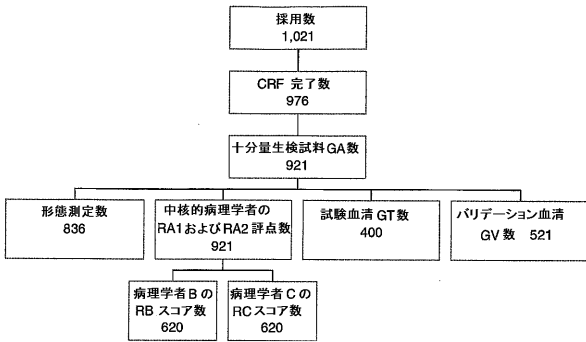 採用数
1,021
CRF 完了数
976
十分量生検試料GA数
921
形態測定数
836
中核的病理学者の
RA1およびRA2 評点数
921
試験血清 GT数
400
バリデーション血清
GV 数 521
病理学者 B の
RB スコア数
620
病理学者 C の
RC スコア数
620